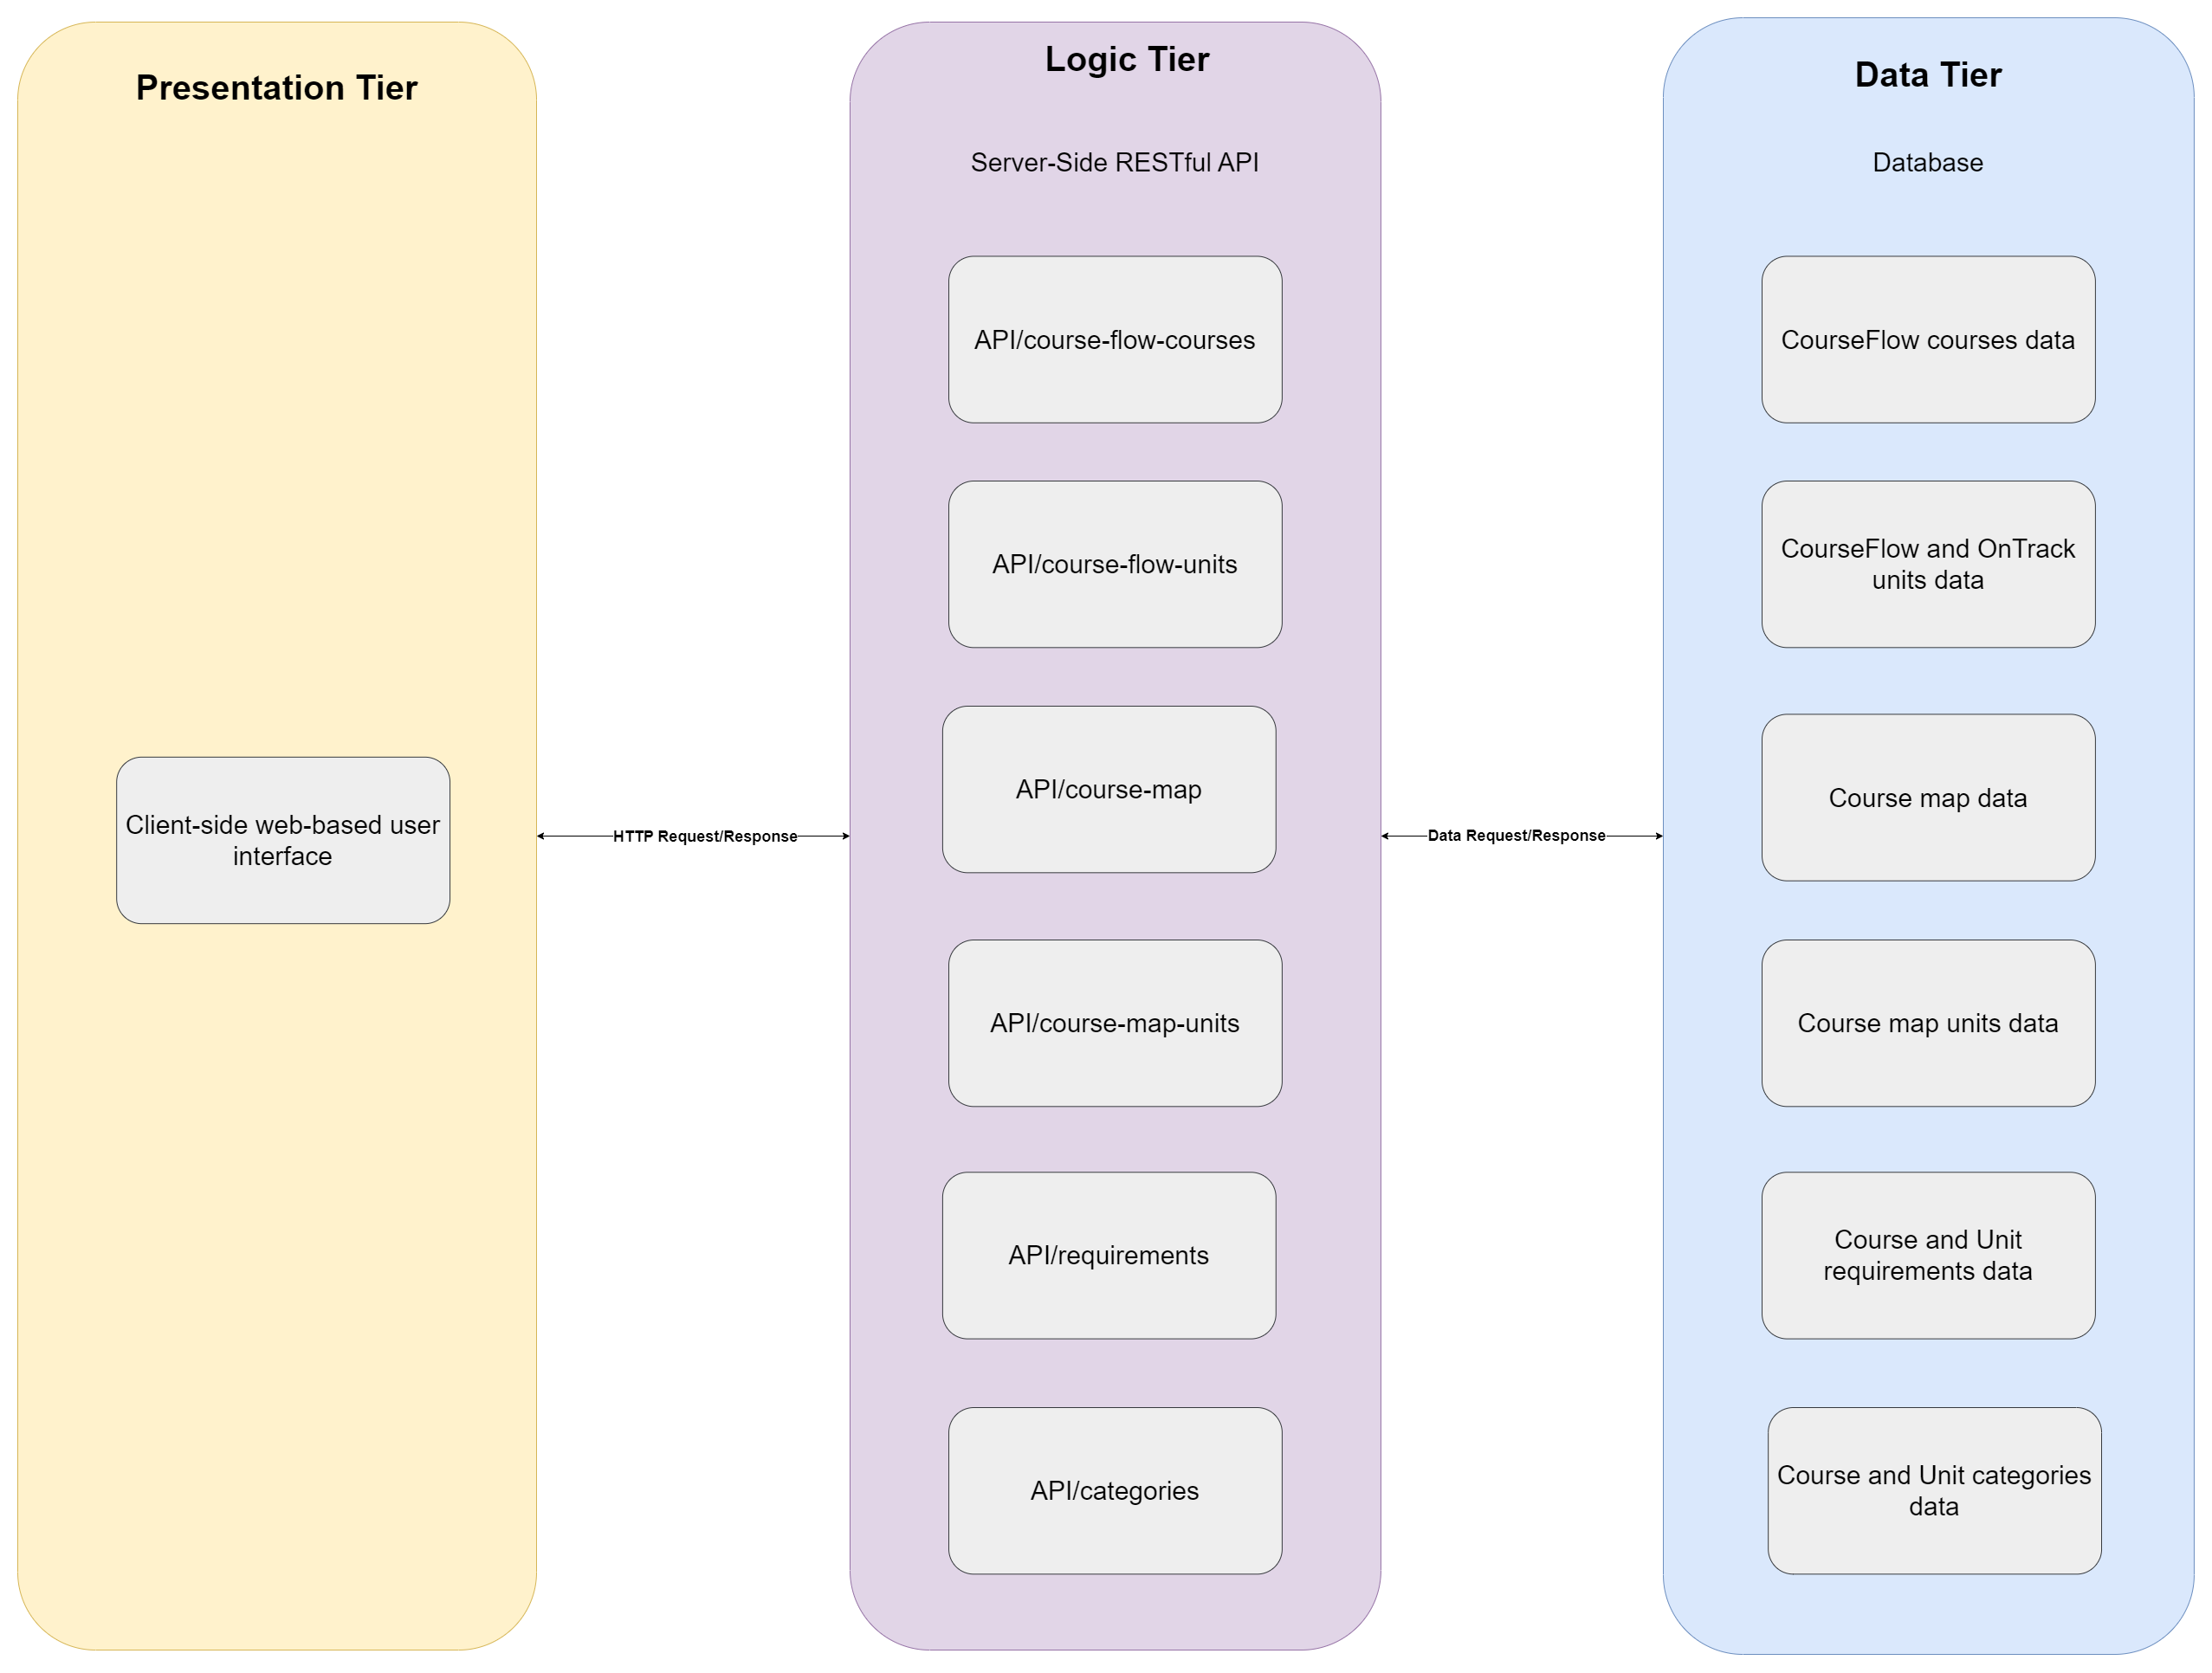 Presentation Tier
Client-side web-based user
interface
HTTP Request/Response
Logic Tier
Server-Side RESTful API
API/course-flow-courses
API/course-flow-units
API/course-map
API/course-map-units
API/requirements
API/categories
Data Request/Response
Data Tier
Database
CourseFlow courses data
CourseFlow and OnTrack
units data
Course map data
Course map units data
Course and Unit
requirements data
Course and Unit categories
data